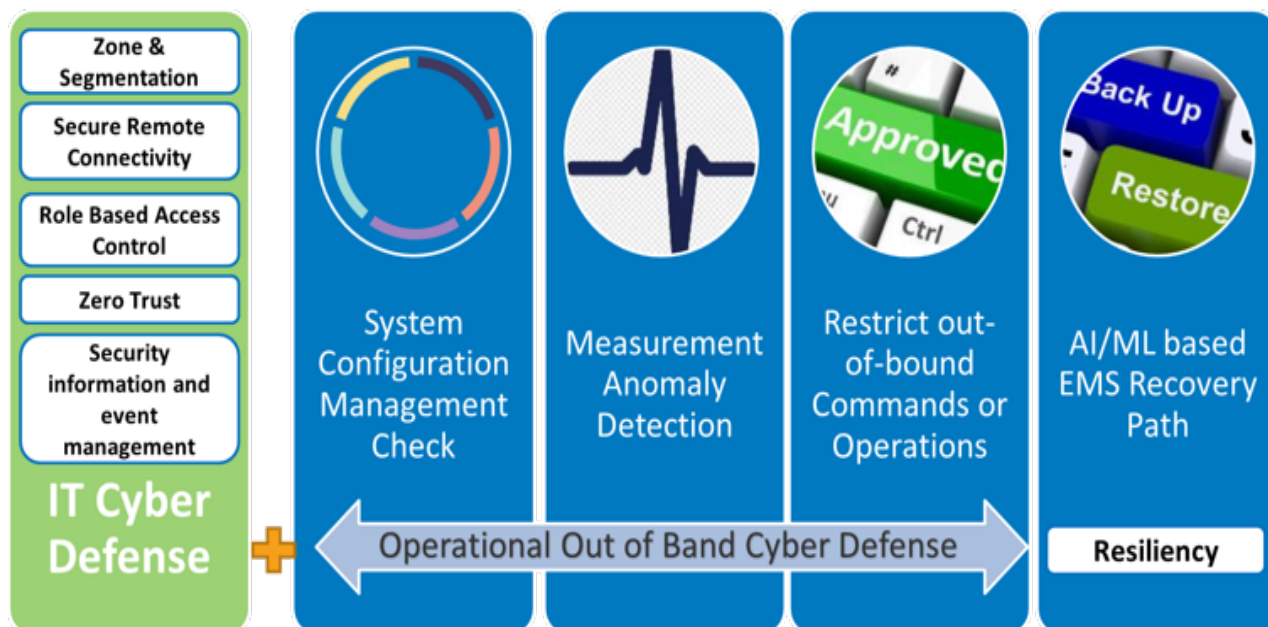 Zone &
Segmentation
Secure Remote
Connectivity
Role Based Access
Control
Zero Trust
Security
information and
event
management
IT Cyber
Defense
System
Configuration
Management
Check
Measurement
Anomaly
Detection
#
Approved
Ctrl
Restrict out-
of-bound
Commands or
Operations
Back Up
Restore
AI/ML based
EMS Recovery
Path
Operational Out of Band Cyber Defense
Resiliency